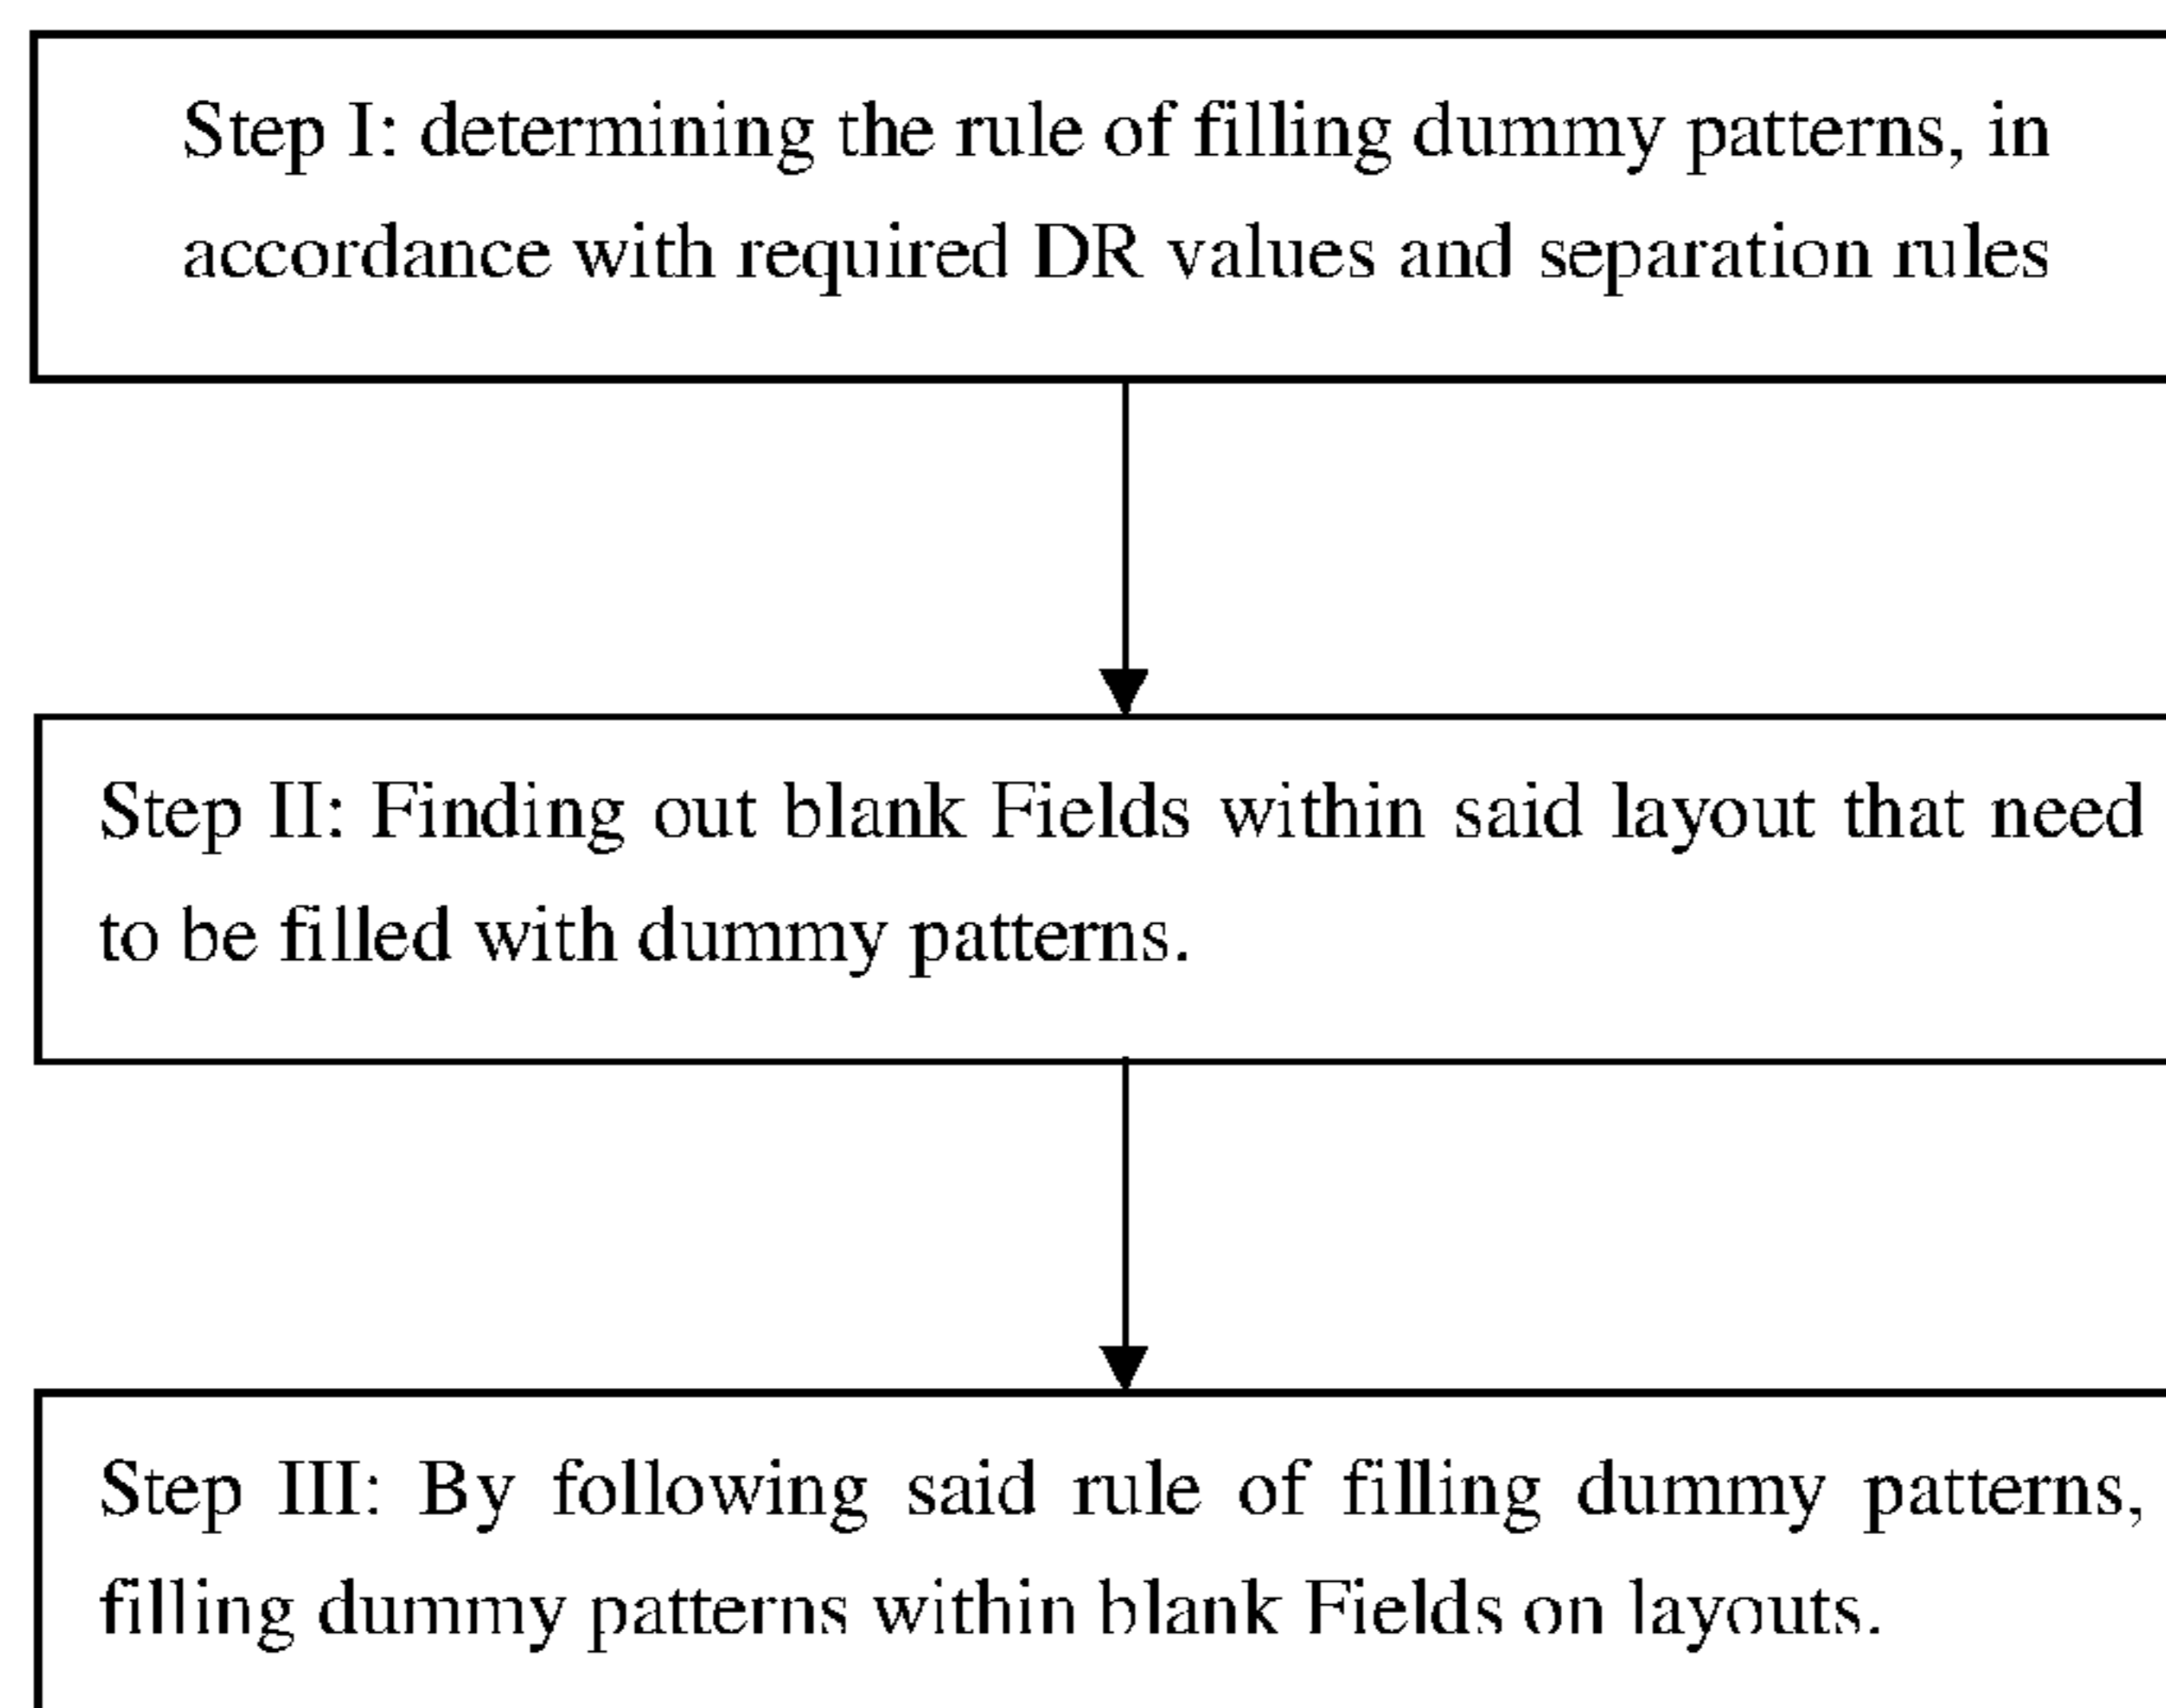 Step I: determining the rule of filling dummy patterns, in
accordance with required DR values and separation rules
Step II: Finding out blank Fields within said layout that need
to be filled with dummy patterns.
Step III: By following said rule of filling dummy patterns,
filling dummy patterns within blank Fields on layouts.